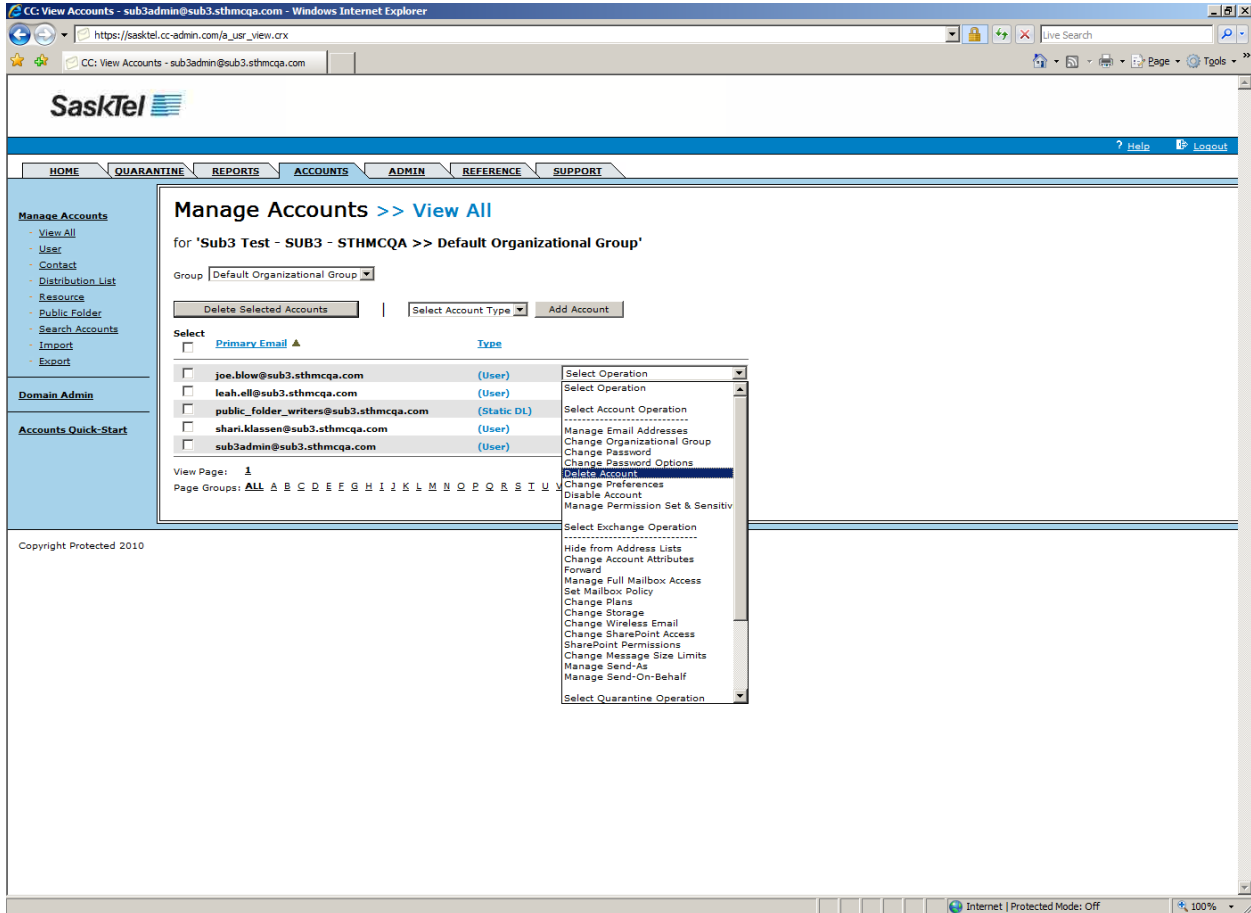 CC: View Accounts - sub3admin@sub3.sthmcqa.com - Windows Internet Explorer
https://sasktel.cc-admin.com/a_usr_view.crx
Live Search
CC: View Accounts - sub3admin@sub3.sthmcqa.com
Page
Tools
SaskTel
? Help
Logout
HOME
QUARANTINE
REPORTS
ACCOUNTS
ADMIN
REFERENCE
SUPPORT
Manage Accounts
View All
User
Contact
Distribution List
Resource
Public Folder
Search Accounts
Import
Export
Domain Admin
Accounts Quick-Start
Manage Accounts >> View All
for 'Sub3 Test - SUB3 - STHMCQA >> Default Organizational Group'
Group Default Organizational Group
Delete Selected Accounts | Select Account Type Add Account
Select
Primary Email Type
joe.blow@sub3.sthmcqa.com (User) Select Operation
leah.ell@sub3.sthmcqa.com (User)
public_folder_writers@sub3.sthmcqa.com (Static DL)
shari.klassen@sub3.sthmcqa.com (User)
sub3admin@sub3.sthmcqa.com (User)
View Page: 1
Page Groups: ALL A B C D E F G H I J K L M N O P Q R S T U V
Select Operation
Select Account Operation
-----------------------------
Manage Email Addresses
Change Organizational Group
Change Password
Change Password Options
Delete Account
Change Preferences
Disable Account
Manage Permission Set & Sensitiv
Select Exchange Operation
-------------------------------
Hide from Address Lists
Change Account Attributes
Forward
Manage Full Mailbox Access
Set Mailbox Policy
Change Plans
Change Storage
Change Wireless Email
Change SharePoint Access
SharePoint Permissions
Change Message Size Limits
Manage Send-As
Manage Send-On-Behalf
Select Quarantine Operation
Copyright Protected 2010
Internet | Protected Mode: Off
100%